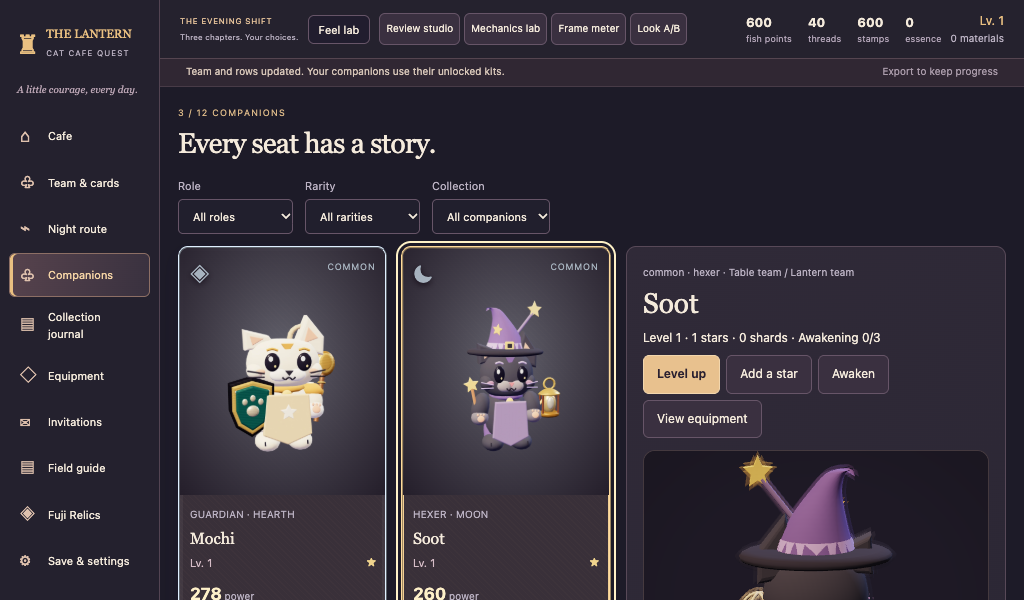 THE LANTERN
CAT CAFE QUEST
A little courage, every day.
Cafe
Team & cards
Night route
Companions
Collection
journal
Equipment
Invitations
Field guide
Fuji Relics
Save & settings
THE EVENING SHIFT
Three chapters. Your choices.
Feel lab
Review studio
Mechanics lab
Frame meter
Look A/B
600
fish points
40
threads
600
stamps
0
essence
Lv. 1
0 materials
Team and rows updated. Your companions use their unlocked kits.
Export to keep progress
3 / 12 COMPANIONS
Every seat has a story.
Role
Rarity
Collection
All roles
All rarities
All companions
COMMON
GUARDIAN · HEARTH
Mochi
Lv. 1
278 power
COMMON
HEXER · MOON
Soot
Lv. 1
260 power
common · hexer · Table team / Lantern team
Soot
Level 1 · 1 stars · 0 shards · Awakening 0/3
Level up
Add a star
Awaken
View equipment